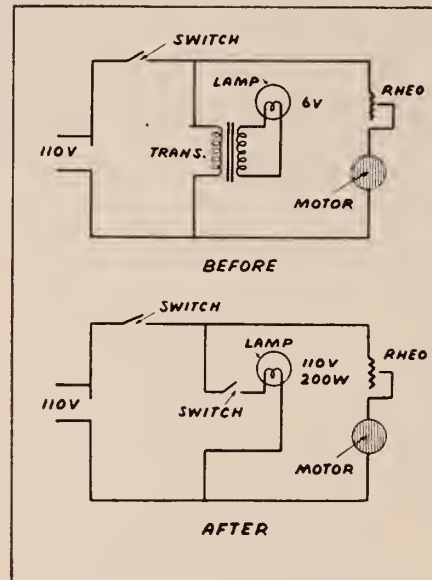 SWITCH
LAMP
6V
RHEO
110V
TRANS.
MOTOR
BEFORE
SWITCH
LAMP
110V
200W
RHEO
110V
SWITCH
MOTOR
AFTER